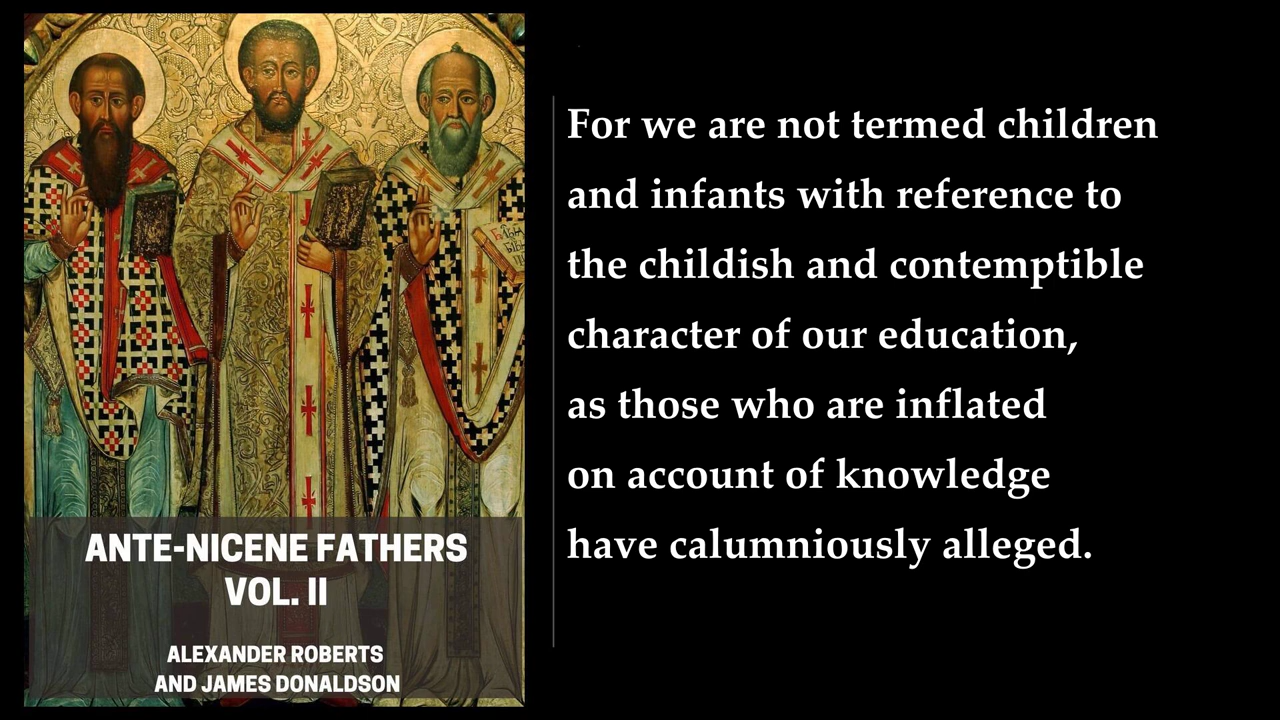 ANTE-NICENE FATHERS
VOL. II
ALEXANDER ROBERTS
AND JAMES DONALDSON
For we are not termed children
and infants with reference to
the childish and contemptible
character of our education,
as those who are inflated
on account of knowledge
have calumniously alleged.